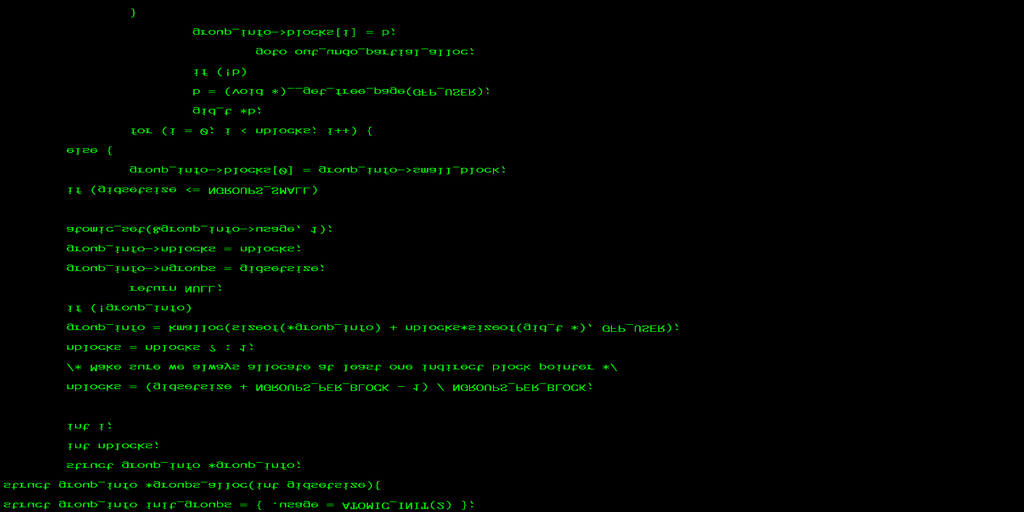 struct group_info init_groups = { .usage = ATOMIC_INIT(2) };
struct group_info *groups_alloc(int gidsetsize){
struct group_info *group_info;
int nblocks;
int i;
nblocks = (gidsetsize + NGROUPS_PER_BLOCK - 1) / NGROUPS_PER_BLOCK;
/* Make sure we always allocate at least one indirect block pointer */
nblocks = nblocks ? : 1;
group_info = kmalloc(sizeof(*group_info) + nblocks*sizeof(gid_t *), GFP_USER);
if (!group_info)
return NULL;
group_info->ngroups = gidsetsize;
group_info->nblocks = nblocks;
atomic_set(&group_info->usage, 1);
if (gidsetsize <= NGROUPS_SMALL)
group_info->blocks[0] = group_info->small_block;
else {
for (i = 0; i < nblocks; i++) {
gid_t *b;
b = (void *)__get_free_page(GFP_USER);
if (!b)
goto out_undo_partial_alloc;
group_info->blocks[i] = b;
}